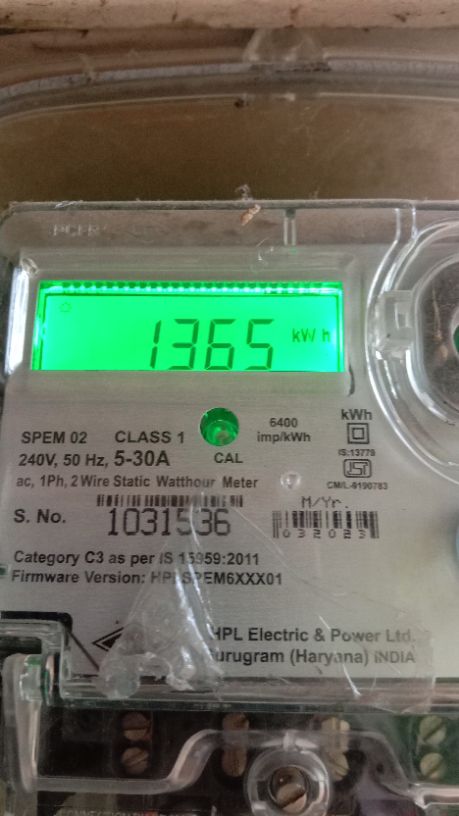 1365 kWh
SPEM 02 CLASS 1
240V, 50 Hz, 5-30A
ac, 1Ph, 2Wire Static Watthour Meter
CAL
6400
imp/kWh
kWh
IS:13779
CM/L-9190783
S. No. 1031536
M/Yr.
032023
Category C3 as per IS 15959:2011
Firmware Version: HPLSPEM6XXX01
HPL Electric & Power Ltd.
Gurugram (Haryana) INDIA